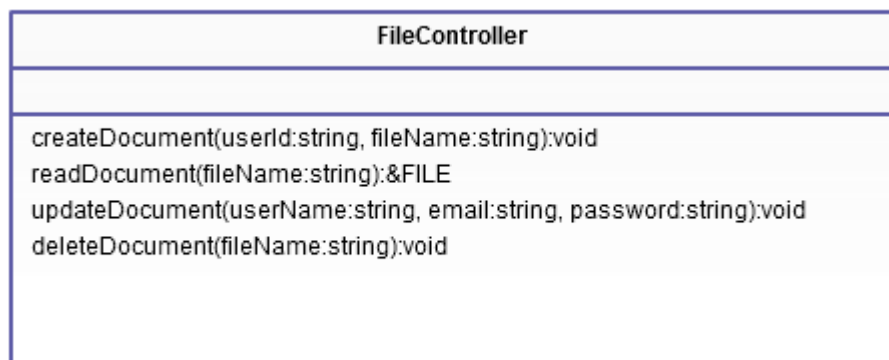 FileController
createDocument(userId:string, fileName:string):void
readDocument(fileName:string):&FILE
updateDocument(userName:string, email:string, password:string):void
deleteDocument(fileName:string):void